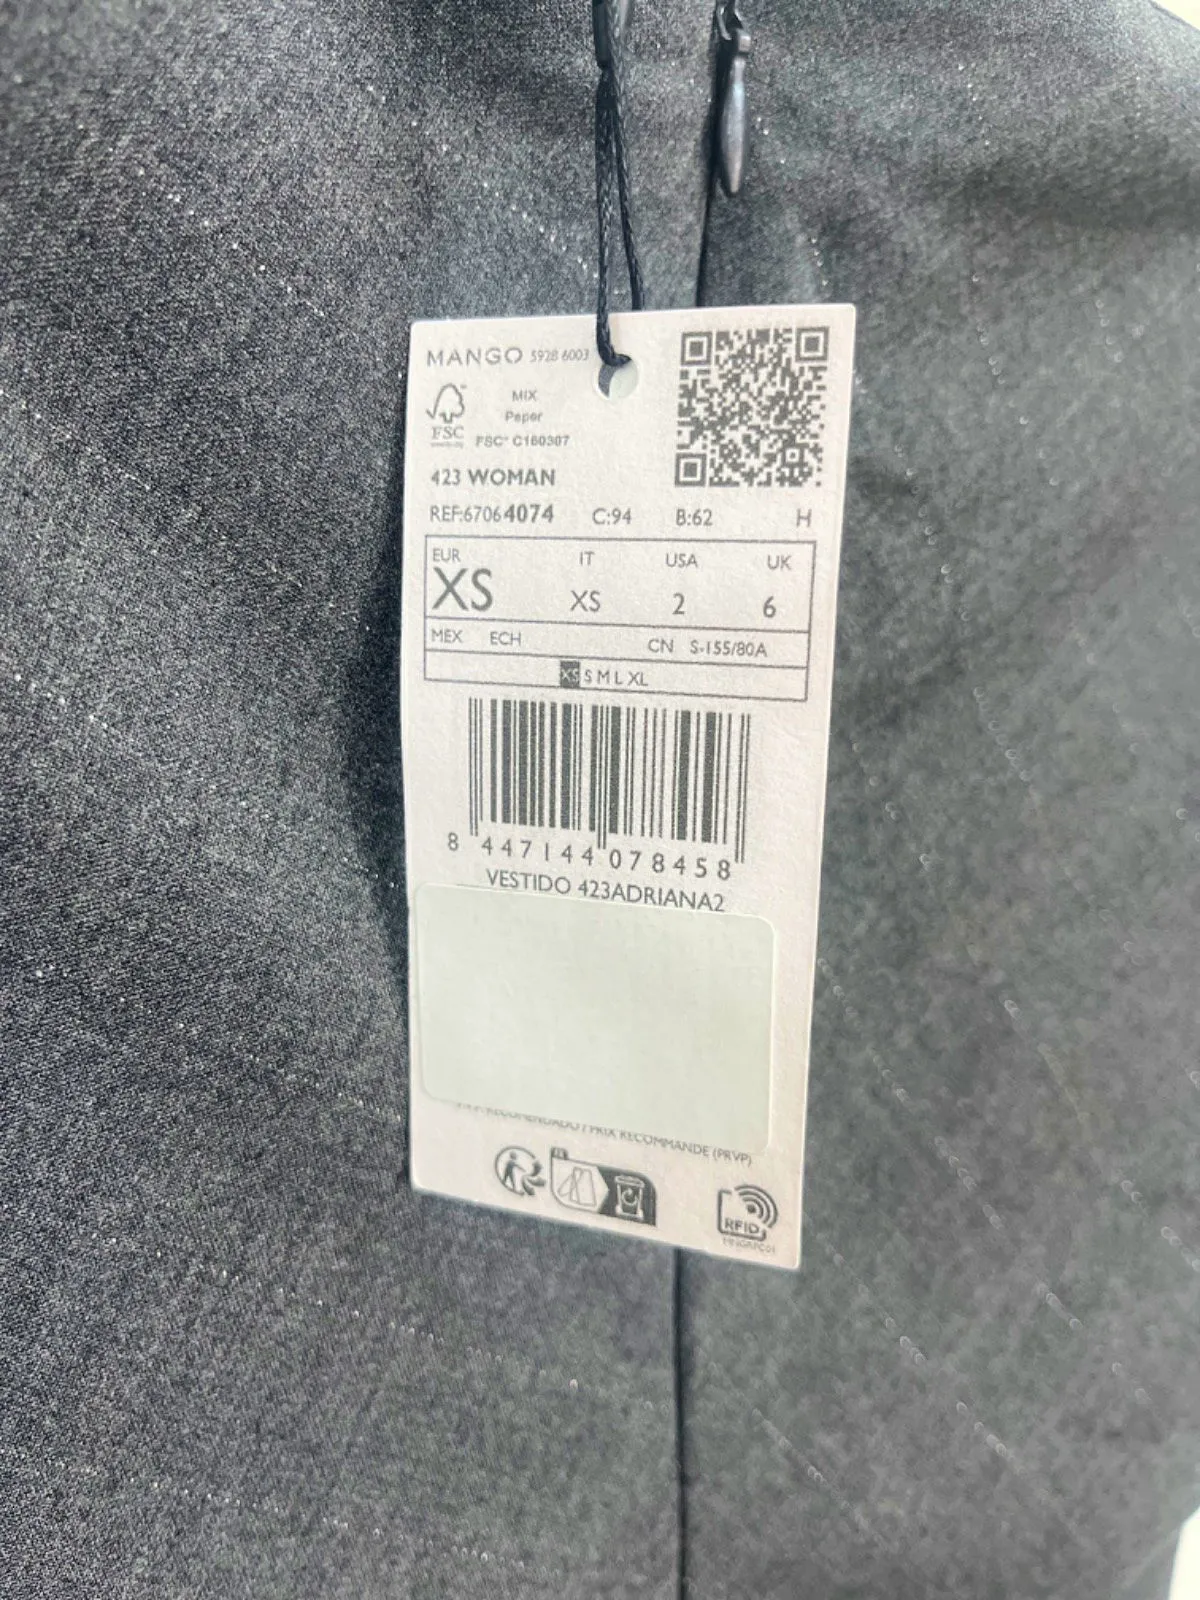 MANGO 5928 6003
MIX
Paper
FSC
FSC® C160307
423 WOMAN
REF:67064074 C:94 B:62 H
EUR IT USA UK
XS XS 2 6
MEX ECH CN S-155/80A
XS S M L XL
8 447144 078458
VESTIDO 423ADRIANA2
RECOMENDADO / PRIX RECOMMANDE (PRVP)
FR
RFID